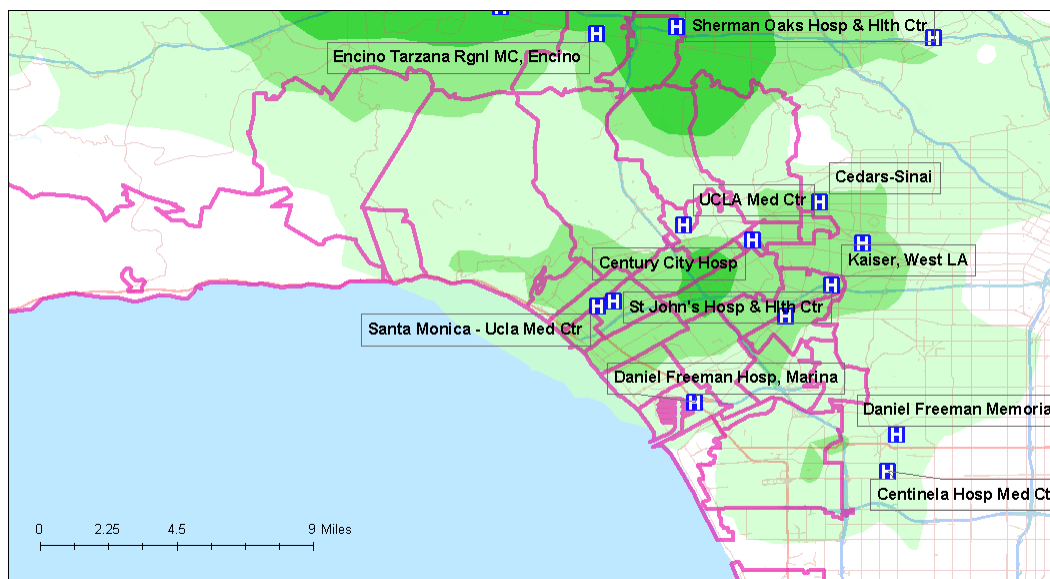 Sherman Oaks Hosp & Hlth Ctr
H
H
H
Encino Tarzana Rgnl MC, Encino
Cedars-Sinai
UCLA Med Ctr
H
H
H
H
Century City Hosp
Kaiser, West LA
H
H
H
St John's Hosp & Hlth Ctr
H
Santa Monica - Ucla Med Ctr
Daniel Freeman Hosp, Marina
H
Daniel Freeman Memoria
H
H
Centinela Hosp Med Ct
0 2.25 4.5 9 Miles